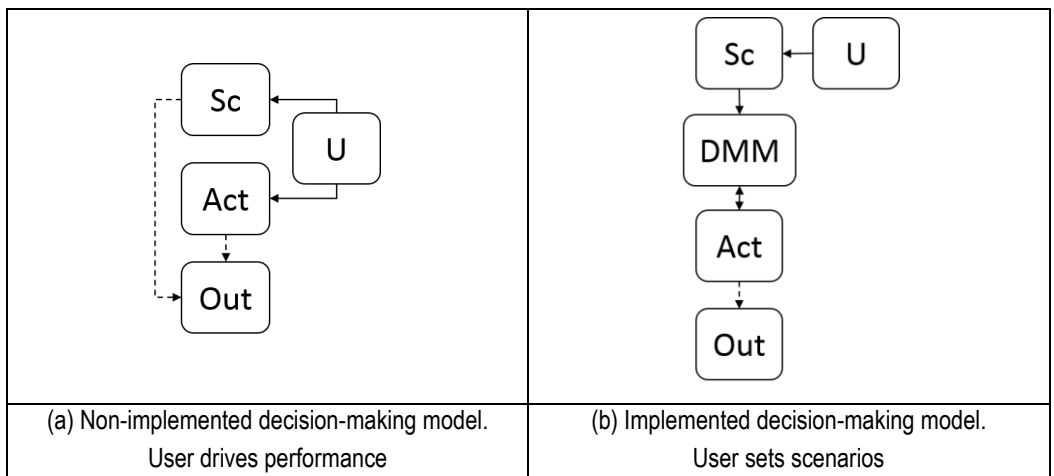 Sc
U
Act
Out
Sc
U
DMM
Act
Out
(a) Non-implemented decision-making model.
User drives performance
(b) Implemented decision-making model.
User sets scenarios